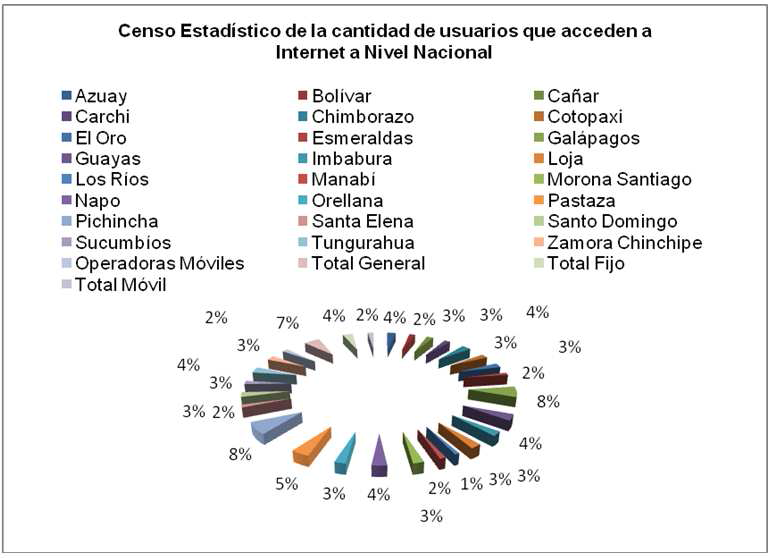 Censo Estadístico de la cantidad de usuarios que acceden a
Internet a Nivel Nacional
Azuay Bolívar Cañar
Carchi Chimborazo Cotopaxi
El Oro Esmeraldas Galápagos
Guayas Imbabura Loja
Los Ríos Manabí Morona Santiago
Napo Orellana Pastaza
Pichincha Santa Elena Santo Domingo
Sucumbíos Tungurahua Zamora Chinchipe
Operadoras Móviles Total General Total Fijo
Total Móvil
2% 7% 4% 2% 4% 2% 3% 3% 4%
3% 3% 3%
4% 3% 2%
3% 2% 8%
8% 4%
5% 3% 4% 2% 1% 3% 3%
3%